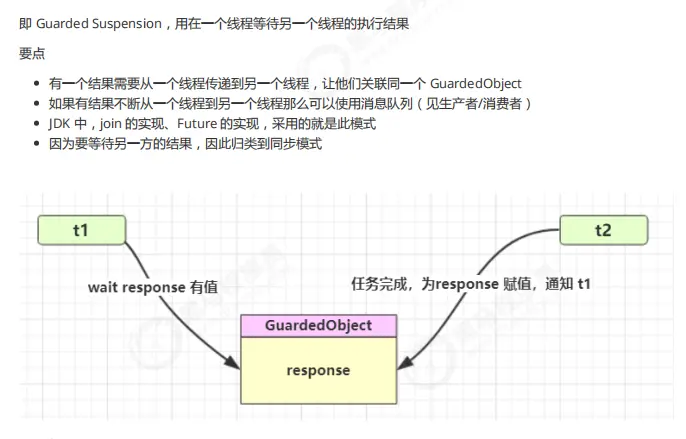 即 Guarded Suspension，用在一个线程等待另一个线程的执行结果
要点
有一个结果需要从一个线程传递到另一个线程，让他们关联同一个 GuardedObject
如果有结果不断从一个线程到另一个线程那么可以使用消息队列（见生产者/消费者）
JDK 中，join 的实现、Future 的实现，采用的就是此模式
因为要等待另一方的结果，因此归类到同步模式
t1
t2
wait response 有值
任务完成，为response 赋值，通知 t1
GuardedObject
response